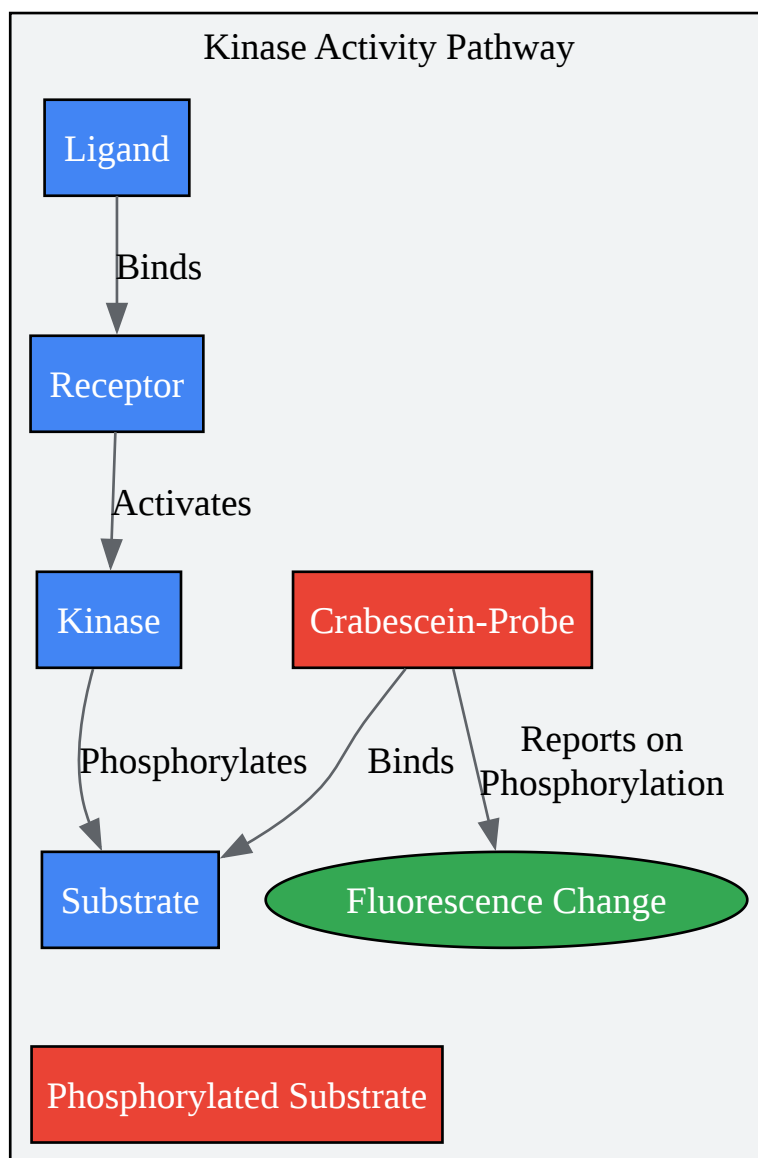 Kinase Activity Pathway
Ligand
Binds
Receptor
Activates
Kinase
Crabescein-Probe
Phosphorylates
Binds
Reports on
Phosphorylation
Substrate
Fluorescence Change
Phosphorylated Substrate